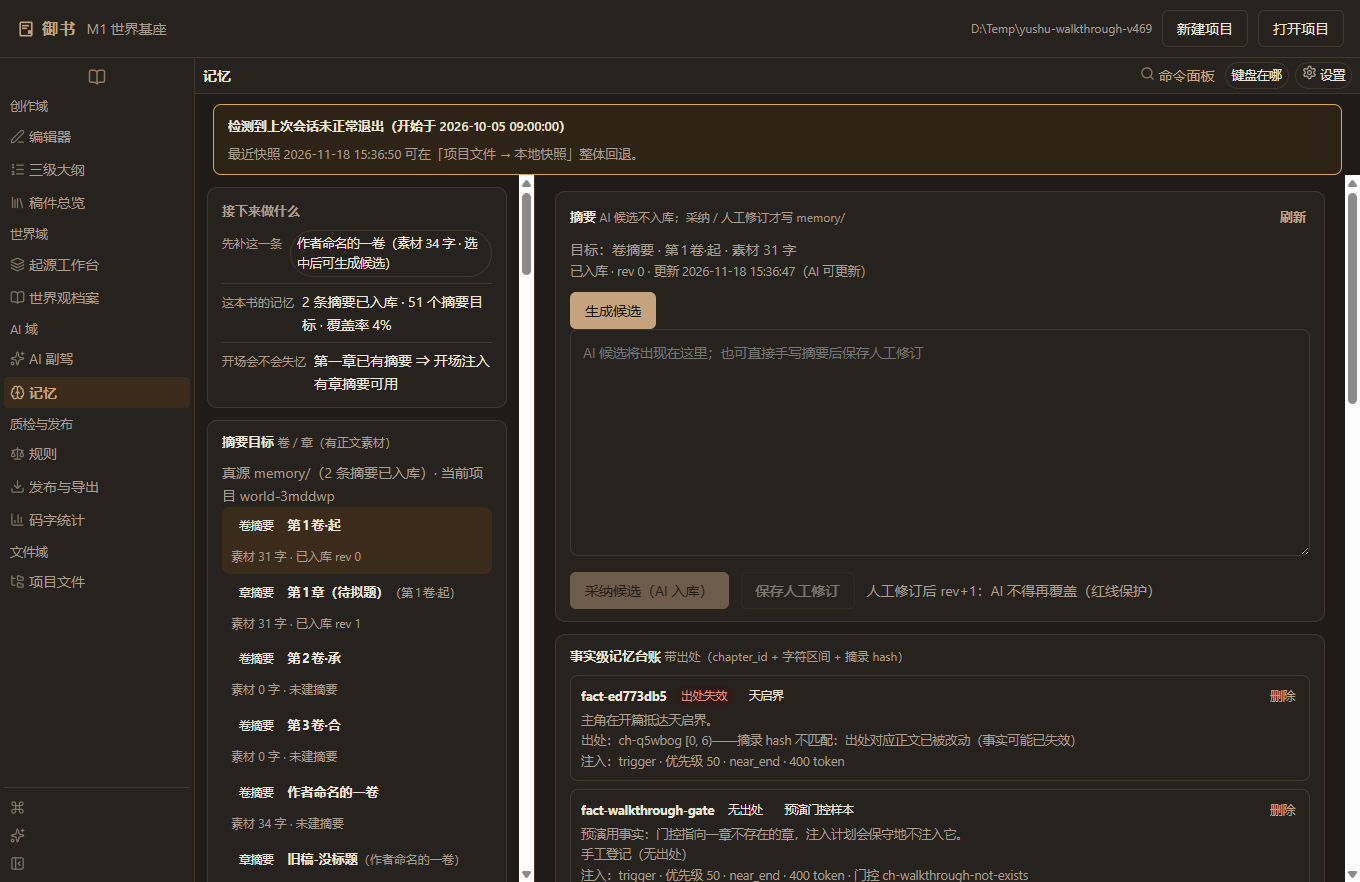 御书 M1 世界基座
D:\Temp\yushu-walkthrough-v469 新建项目 打开项目
创作域
编辑器
三级大纲
稿件总览
世界域
起源工作台
世界观档案
AI 域
AI 副驾
记忆
质检与发布
规则
发布与导出
码字统计
文件域
项目文件
记忆
命令面板 键盘在哪 设置
检测到上次会话未正常退出（开始于 2026-10-05 09:00:00）
最近快照 2026-11-18 15:36:50 可在「项目文件 → 本地快照」整体回退。
接下来做什么
先补这一条 作者命名的一卷（素材 34 字 · 选
中后可生成候选）
这本书的记忆 2 条摘要已入库 · 51 个摘要目
标 · 覆盖率 4%
开场会不会失忆 第一章已有摘要 ⇒ 开场注入
有章摘要可用
摘要目标 卷 / 章（有正文素材）
真源 memory/（2 条摘要已入库）· 当前项
目 world-3mddwp
卷摘要 第1卷·起
素材 31 字 · 已入库 rev 0
章摘要 第1章（待拟题）（第1卷·起）
素材 31 字 · 已入库 rev 1
卷摘要 第2卷·承
素材 0 字 · 未建摘要
卷摘要 第3卷·合
素材 0 字 · 未建摘要
卷摘要 作者命名的一卷
素材 34 字 · 未建摘要
章摘要 旧稿-没标题（作者命名的一卷）
摘要 AI 候选不入库；采纳 / 人工修订才写 memory/
刷新
目标：卷摘要 · 第1卷·起 · 素材 31 字
已入库 · rev 0 · 更新 2026-11-18 15:36:47（AI 可更新）
生成候选
AI 候选将出现在这里；也可直接手写摘要后保存人工修订
采纳候选（AI 入库） 保存人工修订 人工修订后 rev+1：AI 不得再覆盖（红线保护）
事实级记忆台账 带出处（chapter_id + 字符区间 + 摘录 hash）
fact-ed773db5 出处失效 天启界 删除
主角在开篇抵达天启界。
出处：ch-q5wbog [0, 6)——摘录 hash 不匹配：出处对应正文已被改动（事实可能已失效）
注入：trigger · 优先级 50 · near_end · 400 token
fact-walkthrough-gate 无出处 预演门控样本 删除
预演用事实：门控指向一章不存在的章，注入计划会保守地不注入它。
手工登记（无出处）
注入：trigger · 优先级 50 · near_end · 400 token · 门控 ch-walkthrough-not-exists